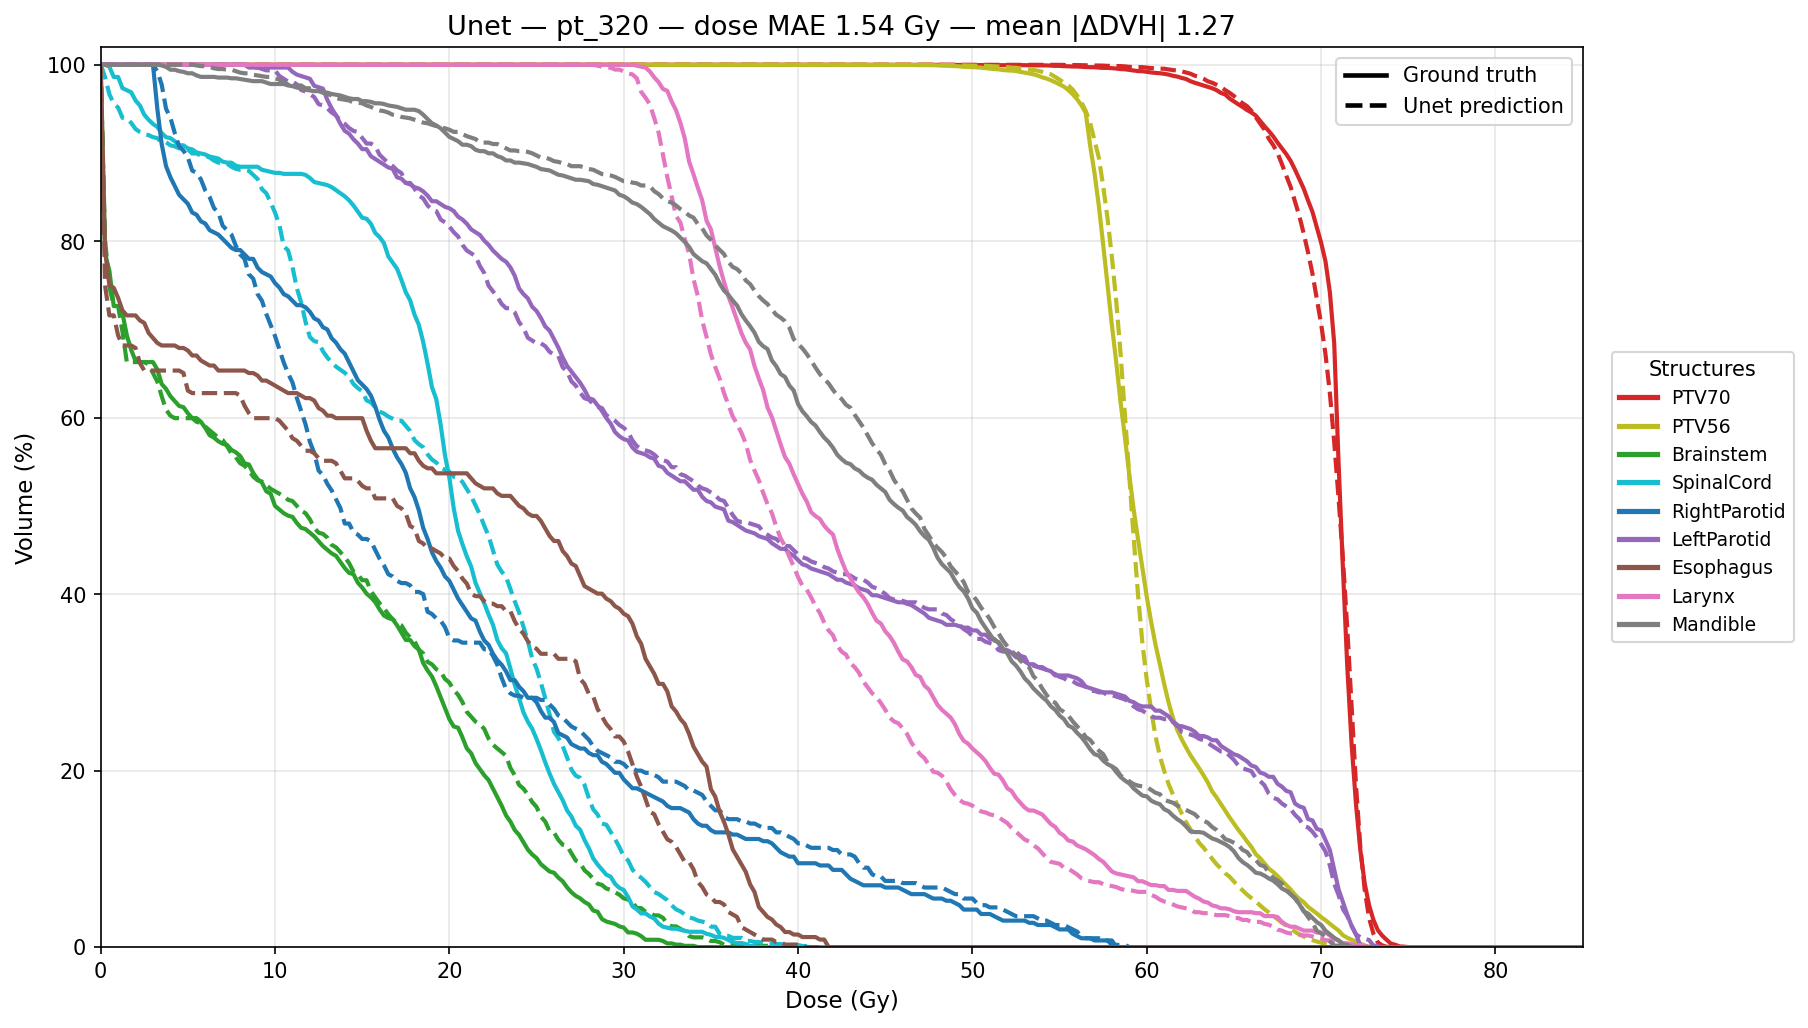 Unet — pt_320 — dose MAE 1.54 Gy — mean |ΔDVH| 1.27
Ground truth
Unet prediction
Volume (%)
100
80
60
40
20
0
0 10 20 30 40 50 60 70 80
Dose (Gy)
Structures
PTV70
PTV56
Brainstem
SpinalCord
RightParotid
LeftParotid
Esophagus
Larynx
Mandible